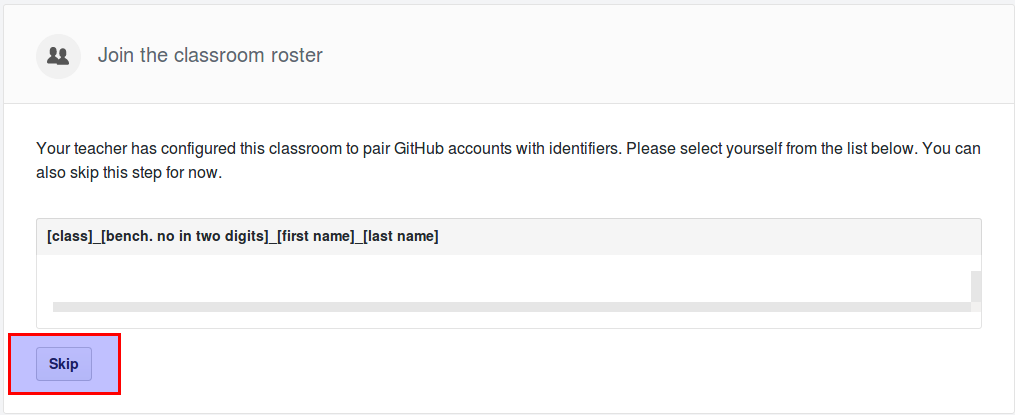 Join the classroom roster
Your teacher has configured this classroom to pair GitHub accounts with identifiers. Please select yourself from the list below. You can
also skip this step for now.
[class]_[bench. no in two digits]_[first name]_[last name]
Skip